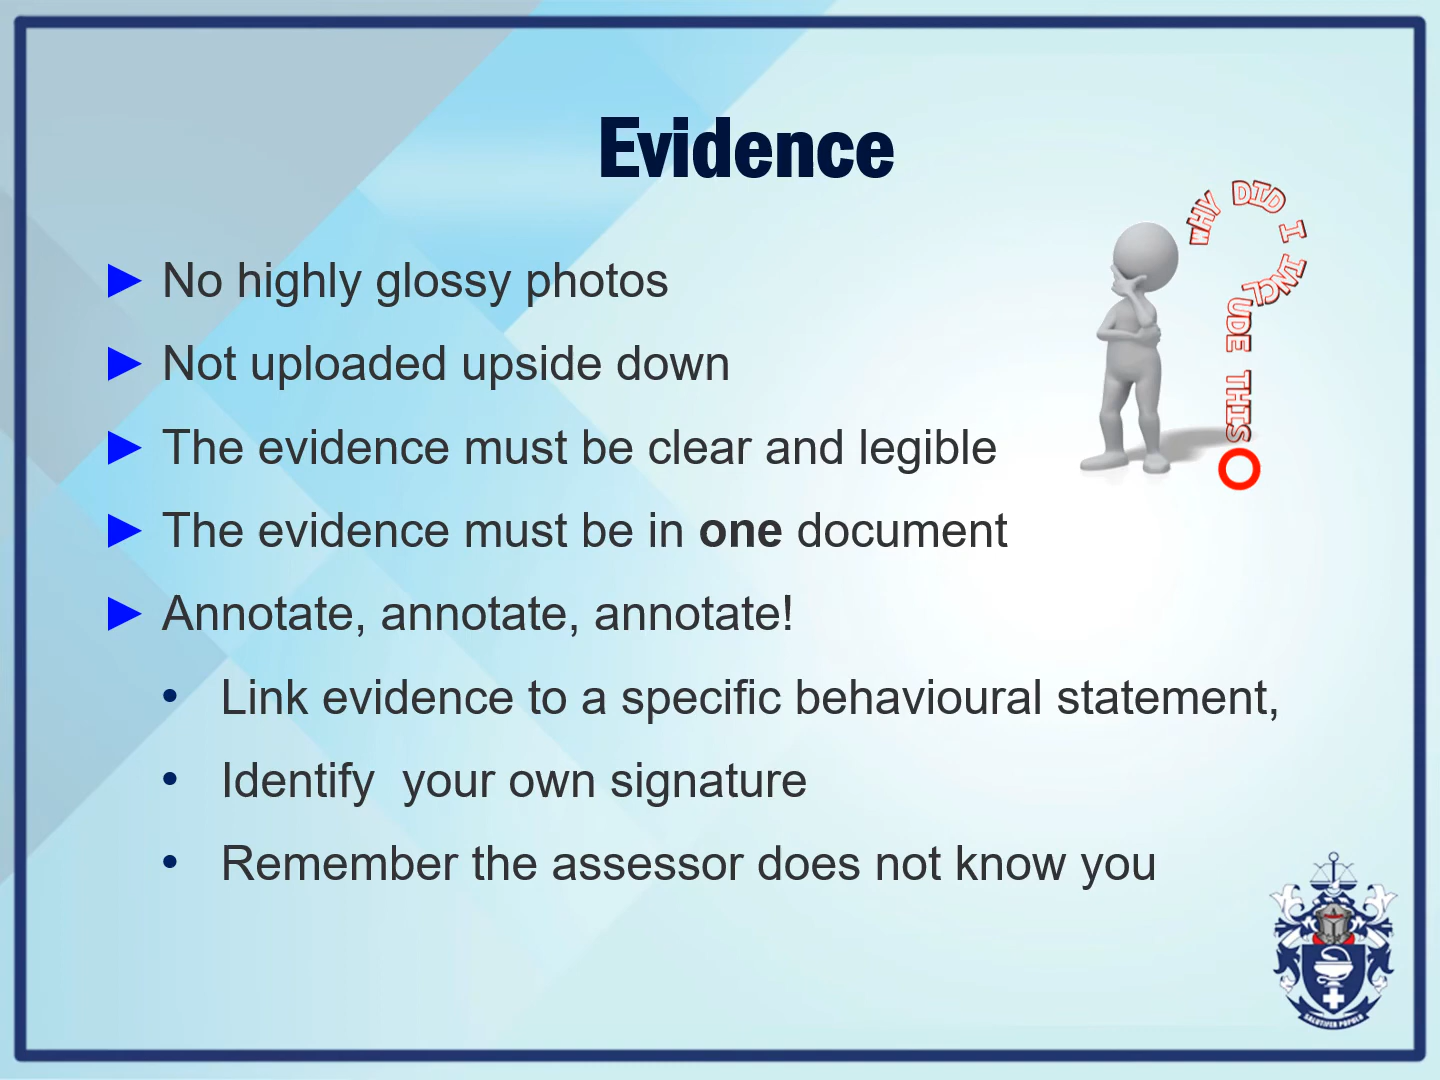 Evidence
WHY DID I INCLUDE THIS
► No highly glossy photos
► Not uploaded upside down
► The evidence must be clear and legible
► The evidence must be in one document
► Annotate, annotate, annotate!
• Link evidence to a specific behavioural statement,
• Identify  your own signature
• Remember the assessor does not know you
SALUTIFER POPULO